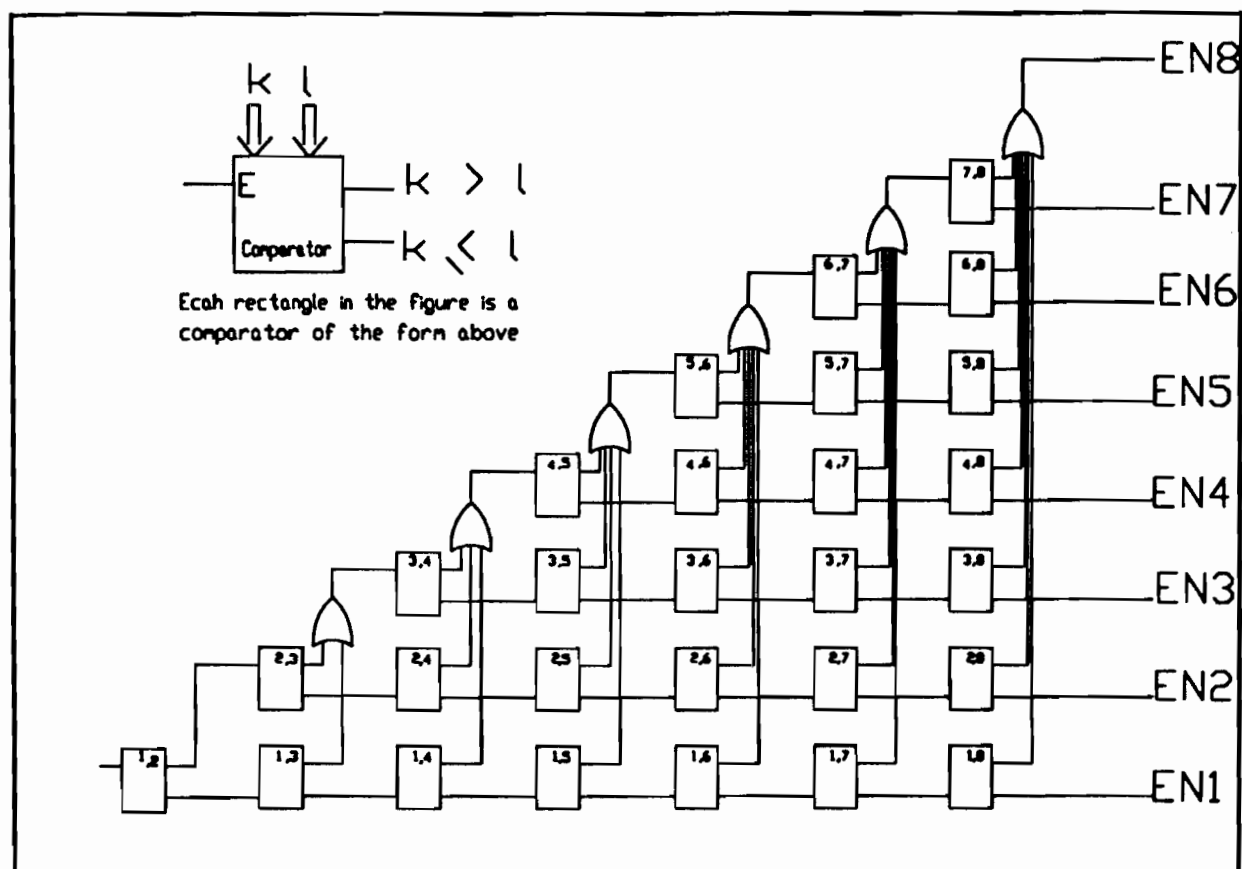 EN8
k l
7,8
E
k > l
EN7
Comparator
k ⩽ l
6,7
6,8
EN6
Ecah rectangle in the figure is a
comparator of the form above
5,6
5,7
5,8
EN5
4,5
4,6
4,7
4,8
EN4
3,4
3,5
3,6
3,7
3,8
EN3
2,3
2,4
2,5
2,6
2,7
2,8
EN2
1,2
1,3
1,4
1,5
1,6
1,7
1,8
EN1